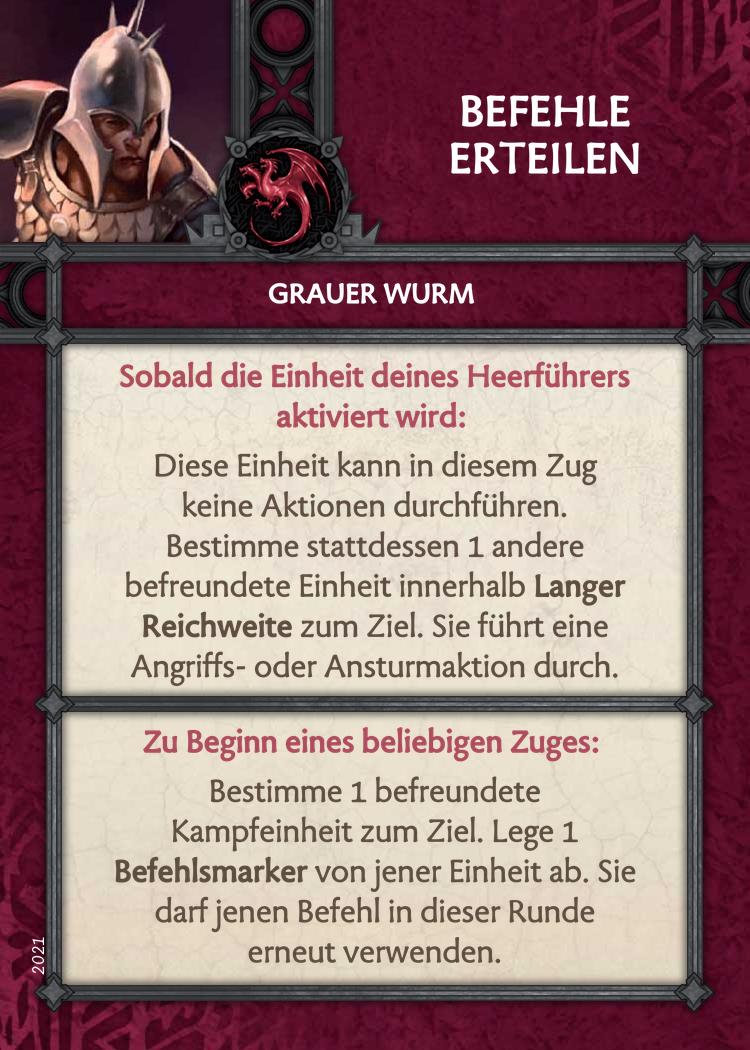 BEFEHLE
ERTEILEN
GRAUER WURM
Sobald die Einheit deines Heerführers
aktiviert wird:
Diese Einheit kann in diesem Zug
keine Aktionen durchführen.
Bestimme stattdessen 1 andere
befreundete Einheit innerhalb Langer
Reichweite zum Ziel. Sie führt eine
Angriffs- oder Ansturmaktion durch.
Zu Beginn eines beliebigen Zuges:
Bestimme 1 befreundete
Kampfeinheit zum Ziel. Lege 1
Befehlsmarker von jener Einheit ab. Sie
darf jenen Befehl in dieser Runde
erneut verwenden.
2021